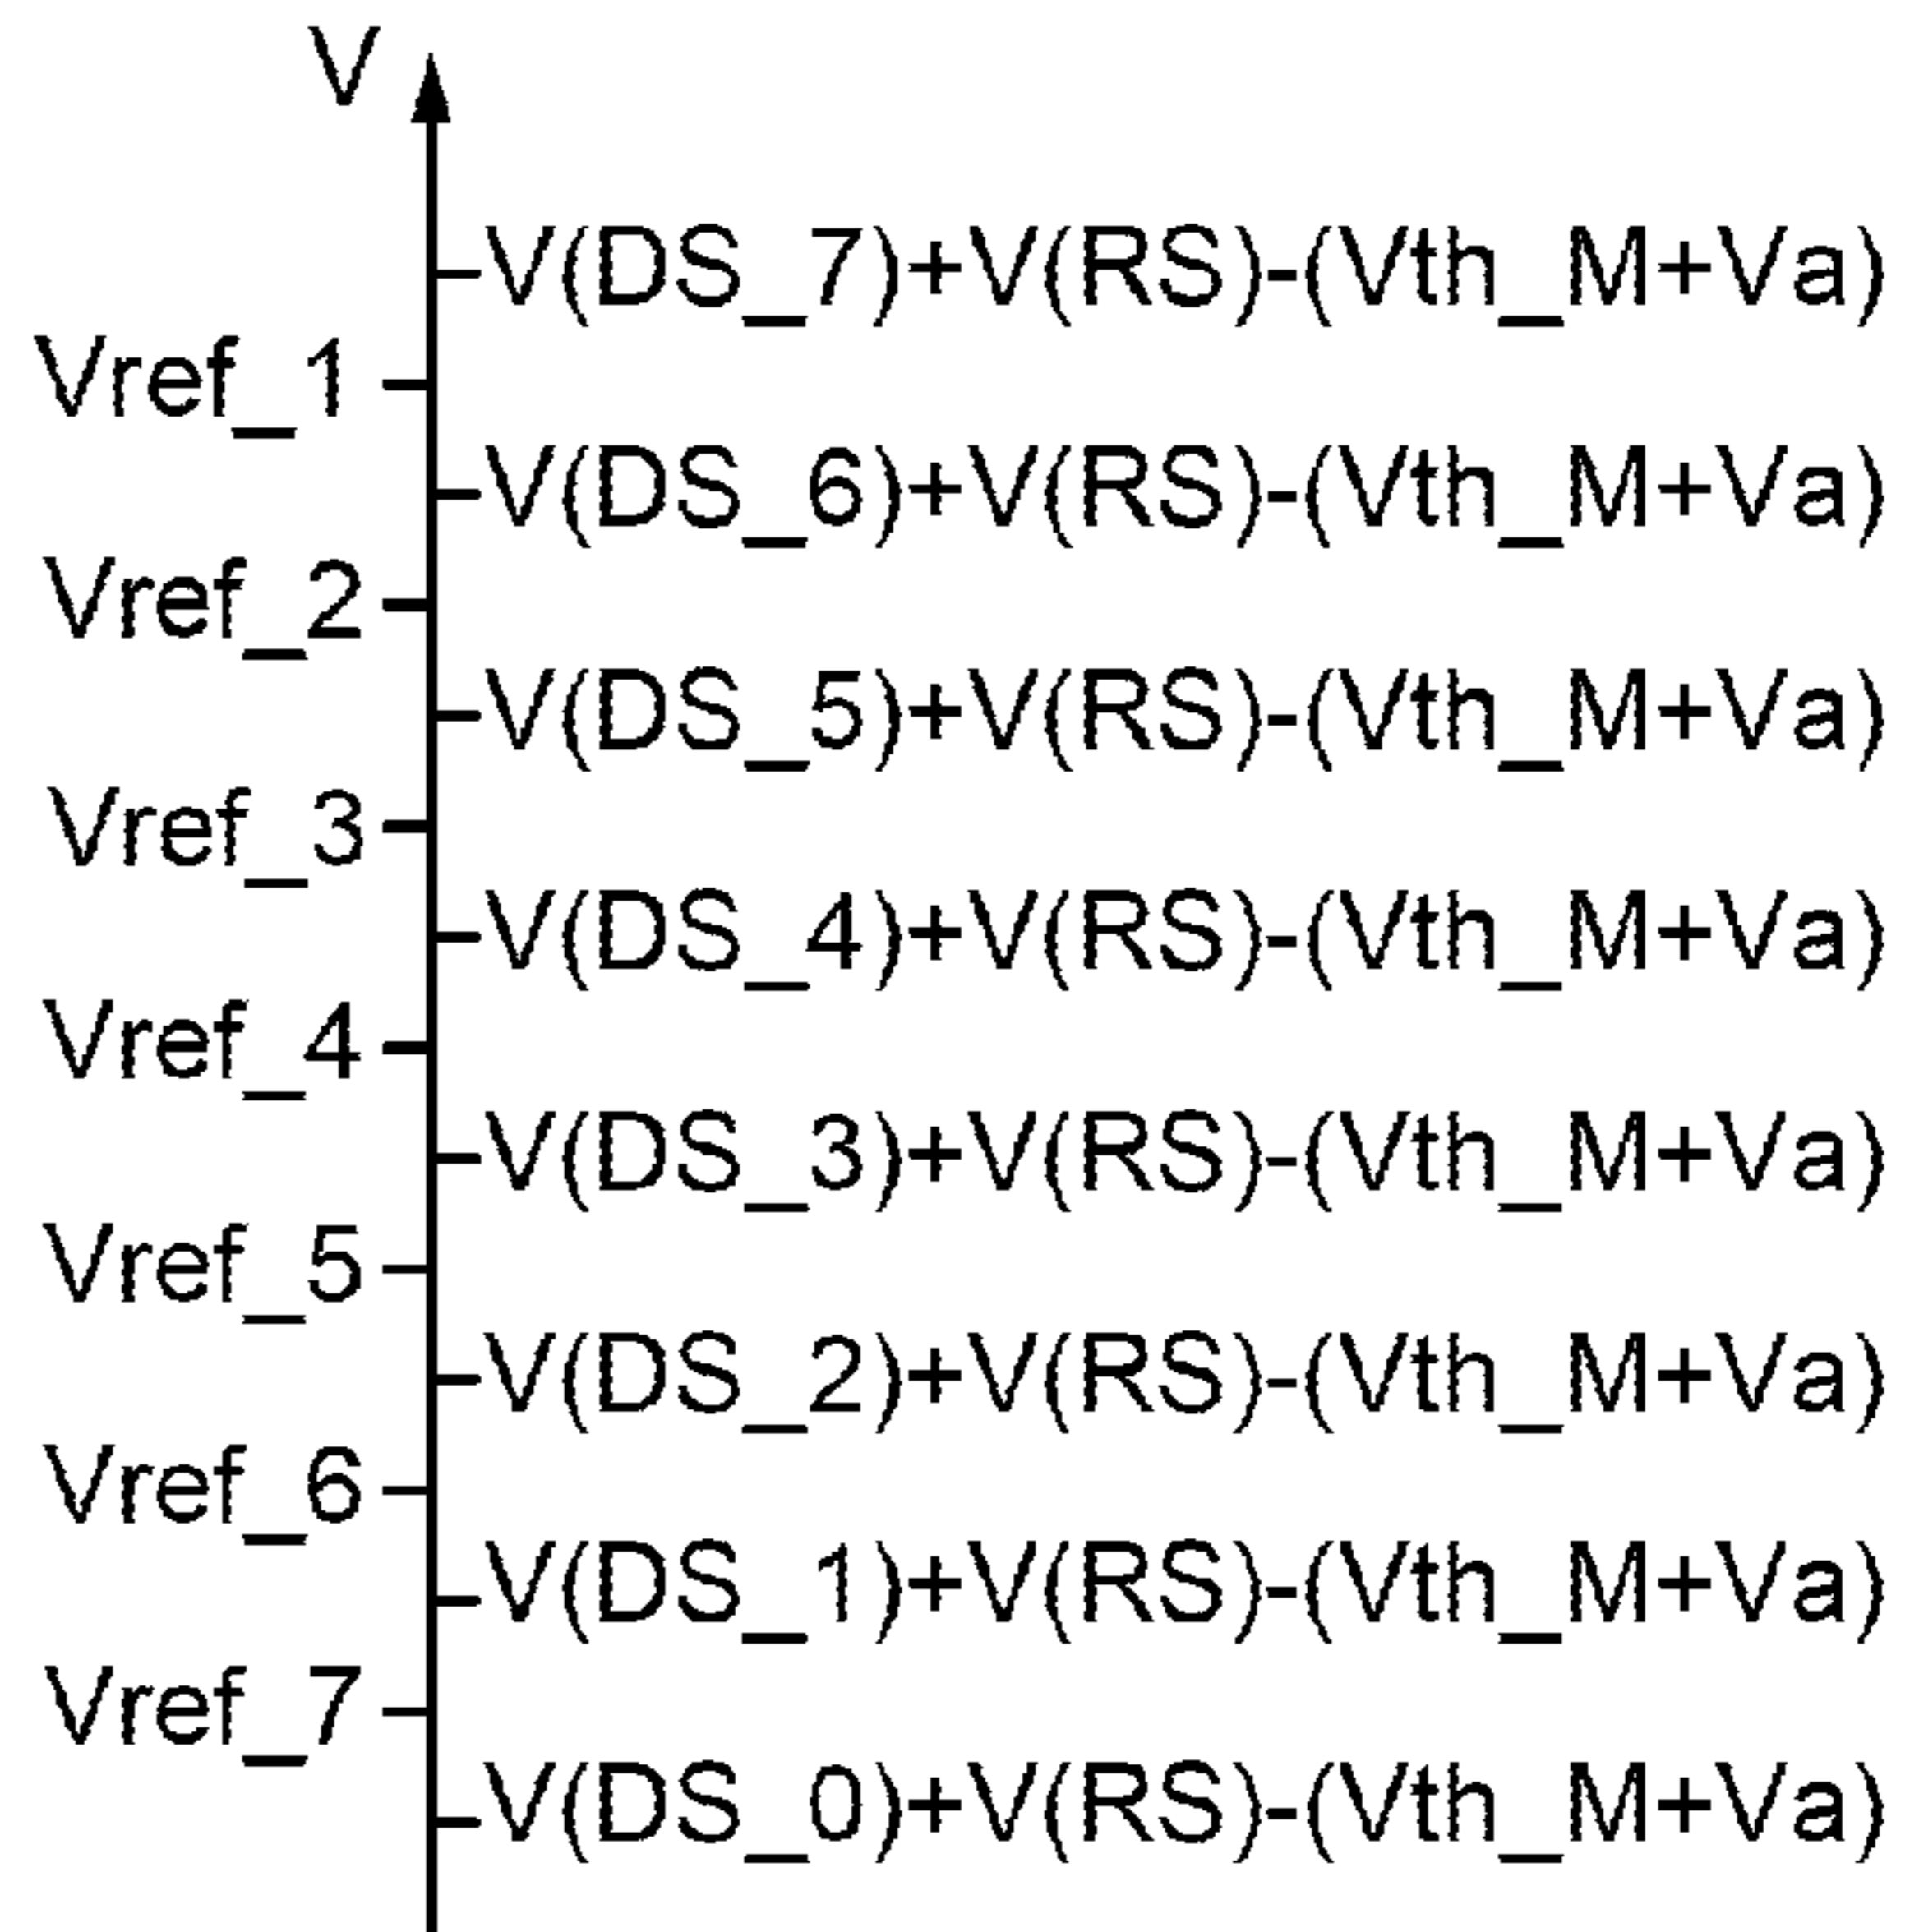 V
V(DS_7)+V(RS)-(Vth_M+Va)
Vref_1
V(DS_6)+V(RS)-(Vth_M+Va)
Vref_2
V(DS_5)+V(RS)-(Vth_M+Va)
Vref_3
V(DS_4)+V(RS)-(Vth_M+Va)
Vref_4
V(DS_3)+V(RS)-(Vth_M+Va)
Vref_5
V(DS_2)+V(RS)-(Vth_M+Va)
Vref_6
V(DS_1)+V(RS)-(Vth_M+Va)
Vref_7
V(DS_0)+V(RS)-(Vth_M+Va)